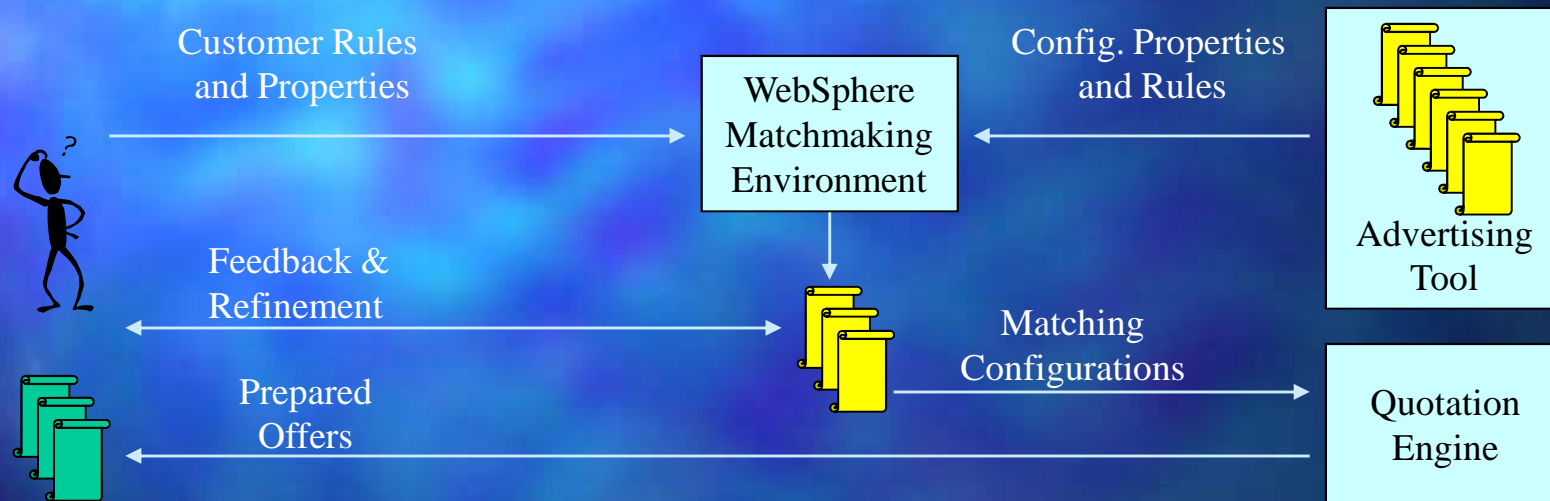 Customer Rules
and Properties
WebSphere
Matchmaking
Environment
Config. Properties
and Rules
Advertising
Tool
?
Feedback &
Refinement
Matching
Configurations
Prepared
Offers
Quotation
Engine